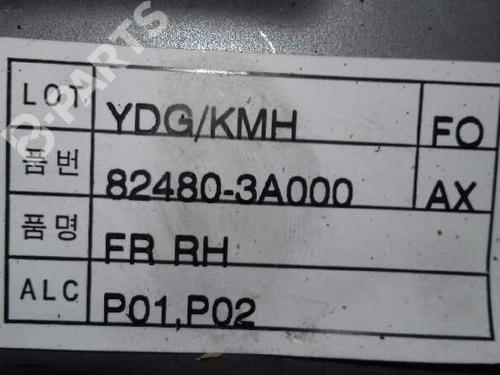 B-PARTS
LOT YDG/KMH FO
품번 82480-3A000 AX
품명 FR RH
ALC P01,P02